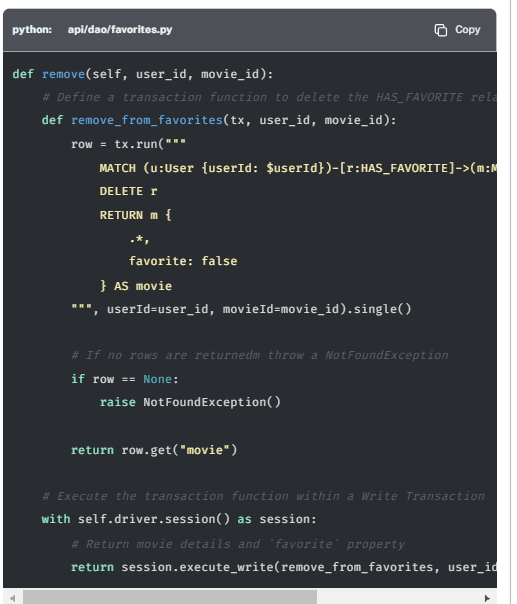 python: api/dao/favorites.py Copy
def remove(self, user_id, movie_id):
# Define a transaction function to delete the HAS_FAVORITE rela
def remove_from_favorites(tx, user_id, movie_id):
row = tx.run("""
MATCH (u:User {userId: $userId})-[r:HAS_FAVORITE]->(m:M
DELETE r
RETURN m {
.*,
favorite: false
} AS movie
""", userId=user_id, movieId=movie_id).single()
# If no rows are returnedm throw a NotFoundException
if row == None:
raise NotFoundException()
return row.get("movie")
# Execute the transaction function within a Write Transaction
with self.driver.session() as session:
# Return movie details and `favorite` property
return session.execute_write(remove_from_favorites, user_id